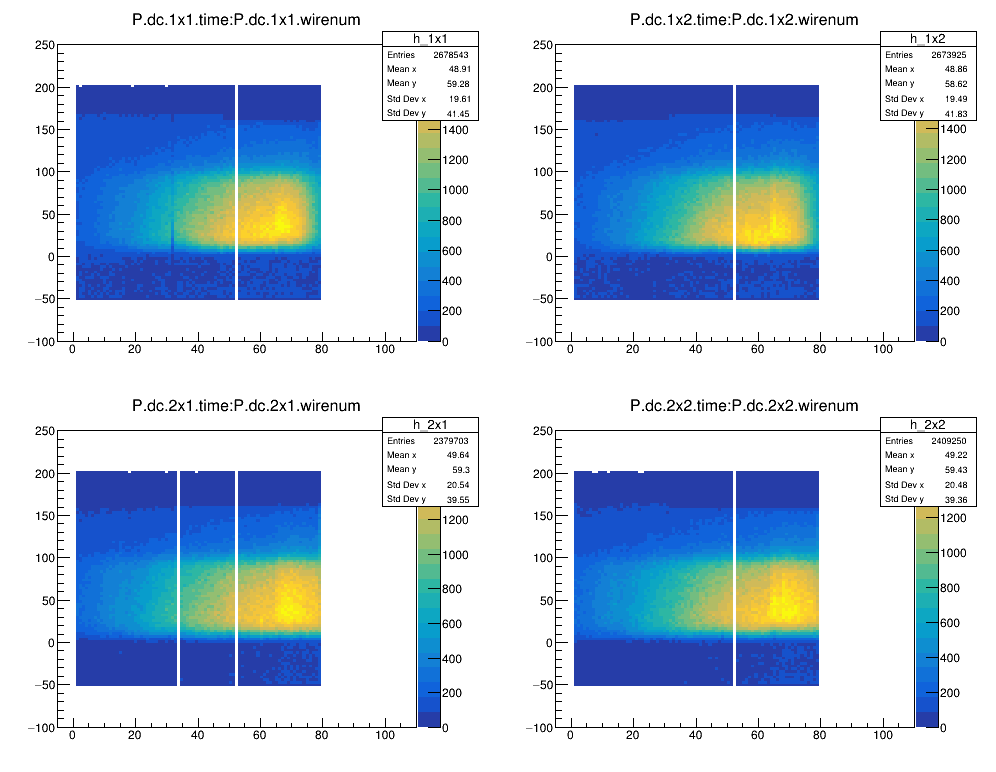 P.dc.1x1.time:P.dc.1x1.wirenum
h_1x1
Entries 2678543
Mean x 48.91
Mean y 59.28
Std Dev x 19.61
Std Dev y 41.45
250
200
150
100
50
0
−50
−100
0 20 40 60 80 100
1400
1200
1000
800
600
400
200
0
P.dc.1x2.time:P.dc.1x2.wirenum
h_1x2
Entries 2673925
Mean x 48.86
Mean y 58.62
Std Dev x 19.49
Std Dev y 41.83
250
200
150
100
50
0
−50
−100
0 20 40 60 80 100
1400
1200
1000
800
600
400
200
0
P.dc.2x1.time:P.dc.2x1.wirenum
h_2x1
Entries 2379703
Mean x 49.64
Mean y 59.3
Std Dev x 20.54
Std Dev y 39.55
250
200
150
100
50
0
−50
−100
0 20 40 60 80 100
1200
1000
800
600
400
200
0
P.dc.2x2.time:P.dc.2x2.wirenum
h_2x2
Entries 2409250
Mean x 49.22
Mean y 59.43
Std Dev x 20.48
Std Dev y 39.36
250
200
150
100
50
0
−50
−100
0 20 40 60 80 100
1200
1000
800
600
400
200
0